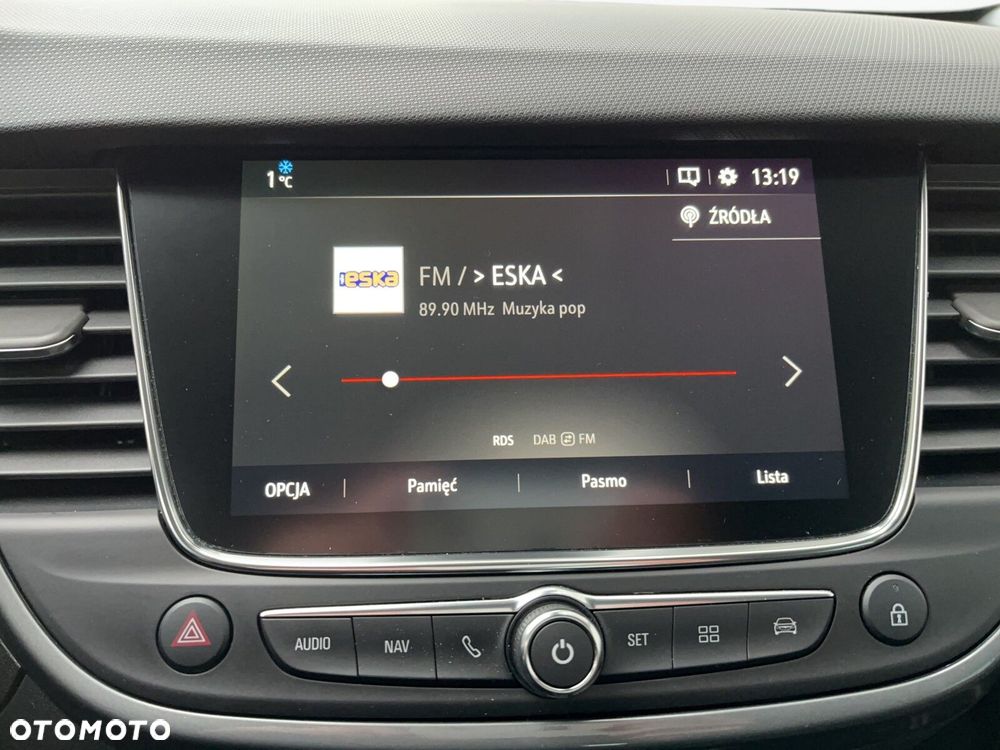 1 °C
13:19
ŹRÓDŁA
eska
FM / > ESKA <
89.90 MHz Muzyka pop
RDS DAB FM
OPCJA Pamięć Pasmo Lista
AUDIO NAV SET
OTOMOTO